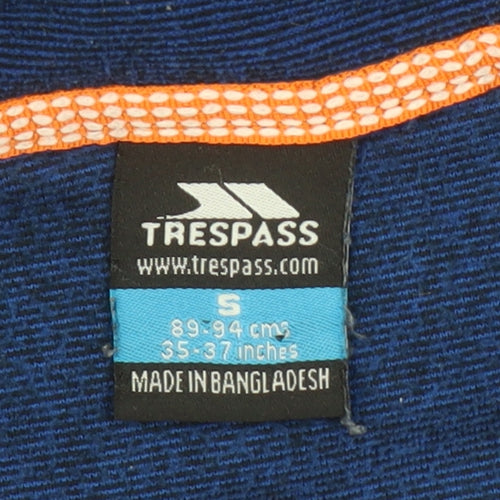 TRESPASS
www.trespass.com
S
89-94 cms
35-37 inches
MADE IN BANGLADESH